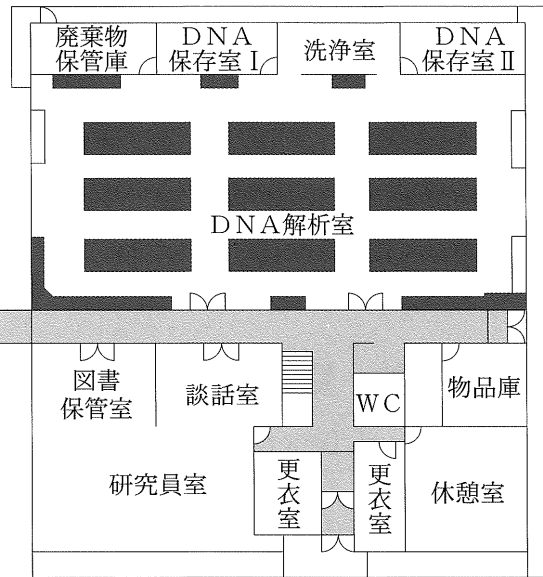 廃棄物
保管庫
DNA
保存室Ⅰ
洗浄室
DNA
保存室Ⅱ
DNA解析室
図書
保管室
談話室
WC
物品庫
研究員室
更衣室
更衣室
休憩室